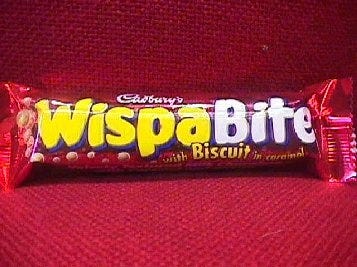 Cadbury's
WispaBite
with Biscuit in caramel